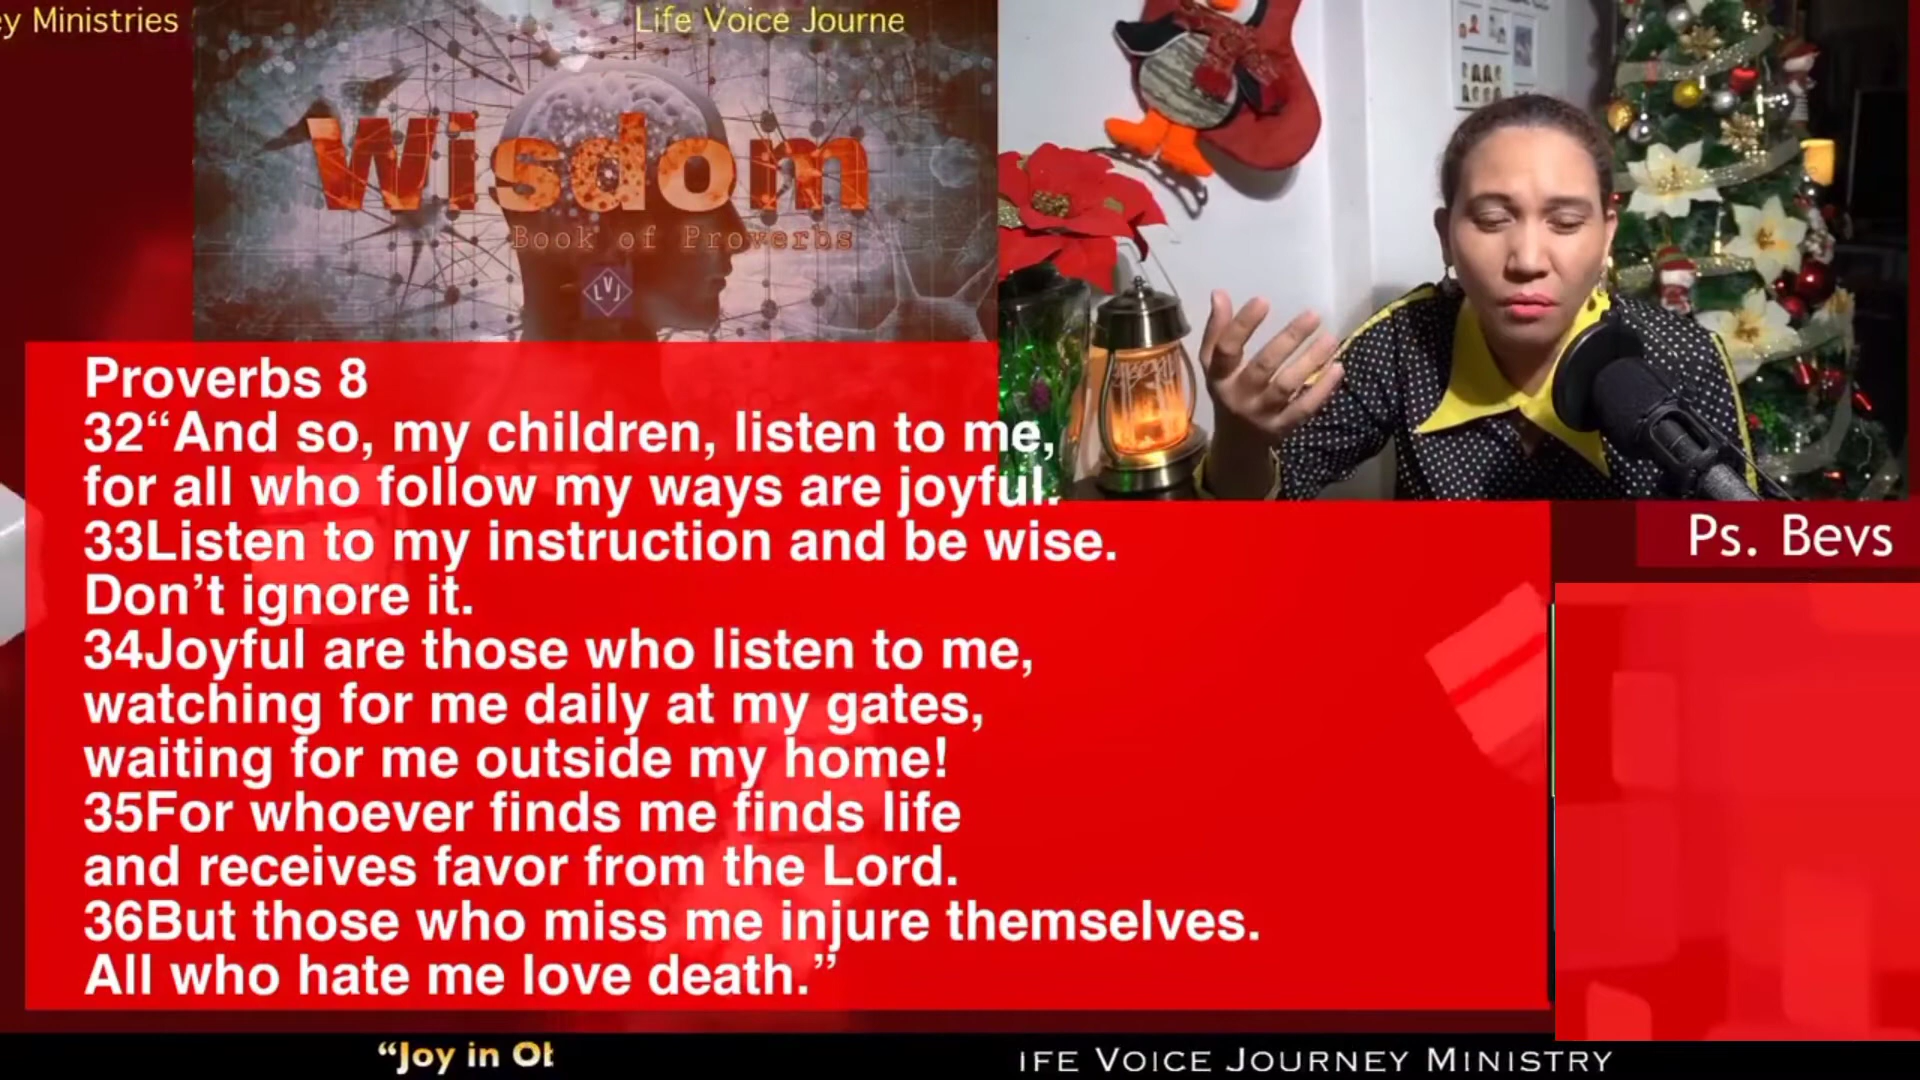 ey Ministries
Life Voice Journe
Wisdom
Book of Proverbs
LVJ
Proverbs 8
32“And so, my children, listen to me,
for all who follow my ways are joyful.
33Listen to my instruction and be wise.
Don’t ignore it.
34Joyful are those who listen to me,
watching for me daily at my gates,
waiting for me outside my home!
35For whoever finds me finds life
and receives favor from the Lord.
36But those who miss me injure themselves.
All who hate me love death.”
Ps. Bevs
“Joy in Ob
IFE VOICE JOURNEY MINISTRY